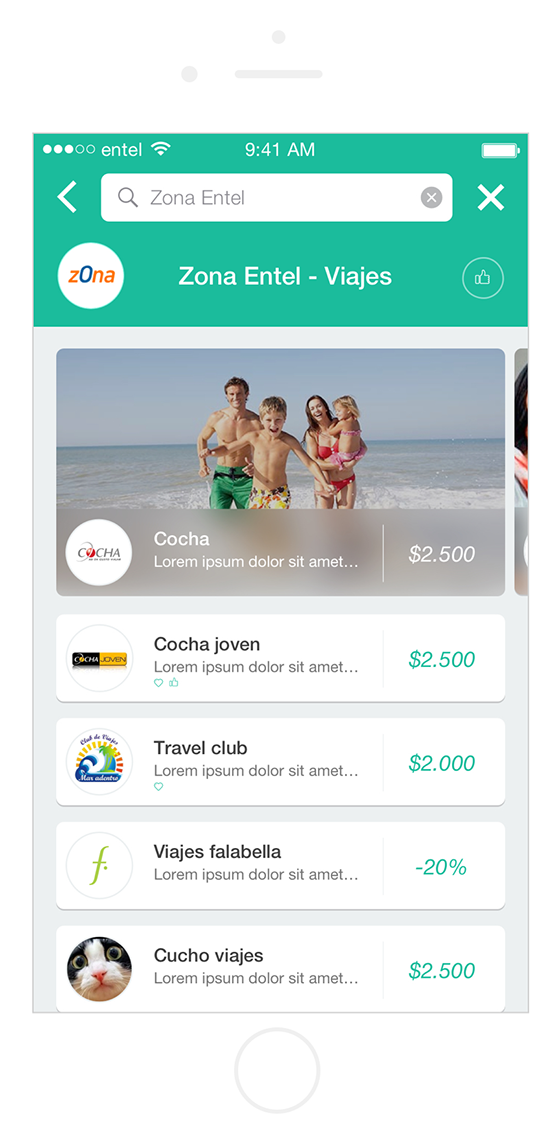 entel
9:41 AM
Zona Entel
zOna
Zona Entel - Viajes
COCHA
Cocha
Lorem ipsum dolor sit amet...
$2.500
COCHA JOVEN
Cocha joven
Lorem ipsum dolor sit amet...
$2.500
Club de Viajes
Mar adentro
Travel club
Lorem ipsum dolor sit amet...
$2.000
f.
Viajes falabella
Lorem ipsum dolor sit amet...
-20%
Cucho viajes
Lorem ipsum dolor sit amet...
$2.500